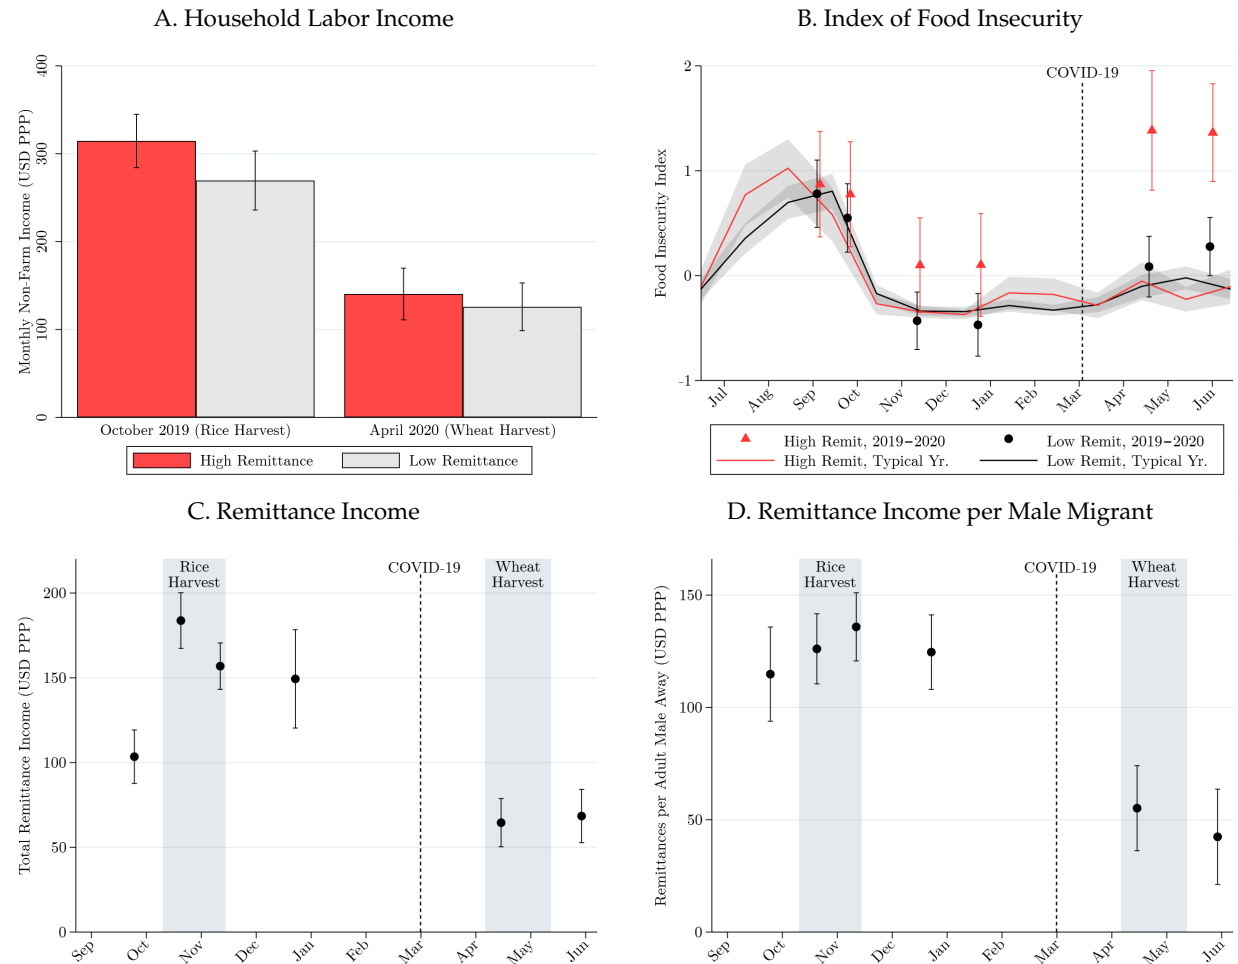 A. Household Labor Income
Monthly Non-Farm Income (USD PPP)
400
300
200
100
0
October 2019 (Rice Harvest)
April 2020 (Wheat Harvest)
High Remittance
Low Remittance
B. Index of Food Insecurity
Food Insecurity Index
2
1
0
-1
COVID-19
Jul
Aug
Sep
Oct
Nov
Dec
Jan
Feb
Mar
Apr
May
Jun
High Remit, 2019−2020
Low Remit, 2019−2020
High Remit, Typical Yr.
Low Remit, Typical Yr.
C. Remittance Income
Total Remittance Income (USD PPP)
200
150
100
50
0
Rice
Harvest
COVID-19
Wheat
Harvest
Sep
Oct
Nov
Dec
Jan
Feb
Mar
Apr
May
Jun
D. Remittance Income per Male Migrant
Remittances per Adult Male Away (USD PPP)
150
100
50
0
Rice
Harvest
COVID-19
Wheat
Harvest
Sep
Oct
Nov
Dec
Jan
Feb
Mar
Apr
May
Jun